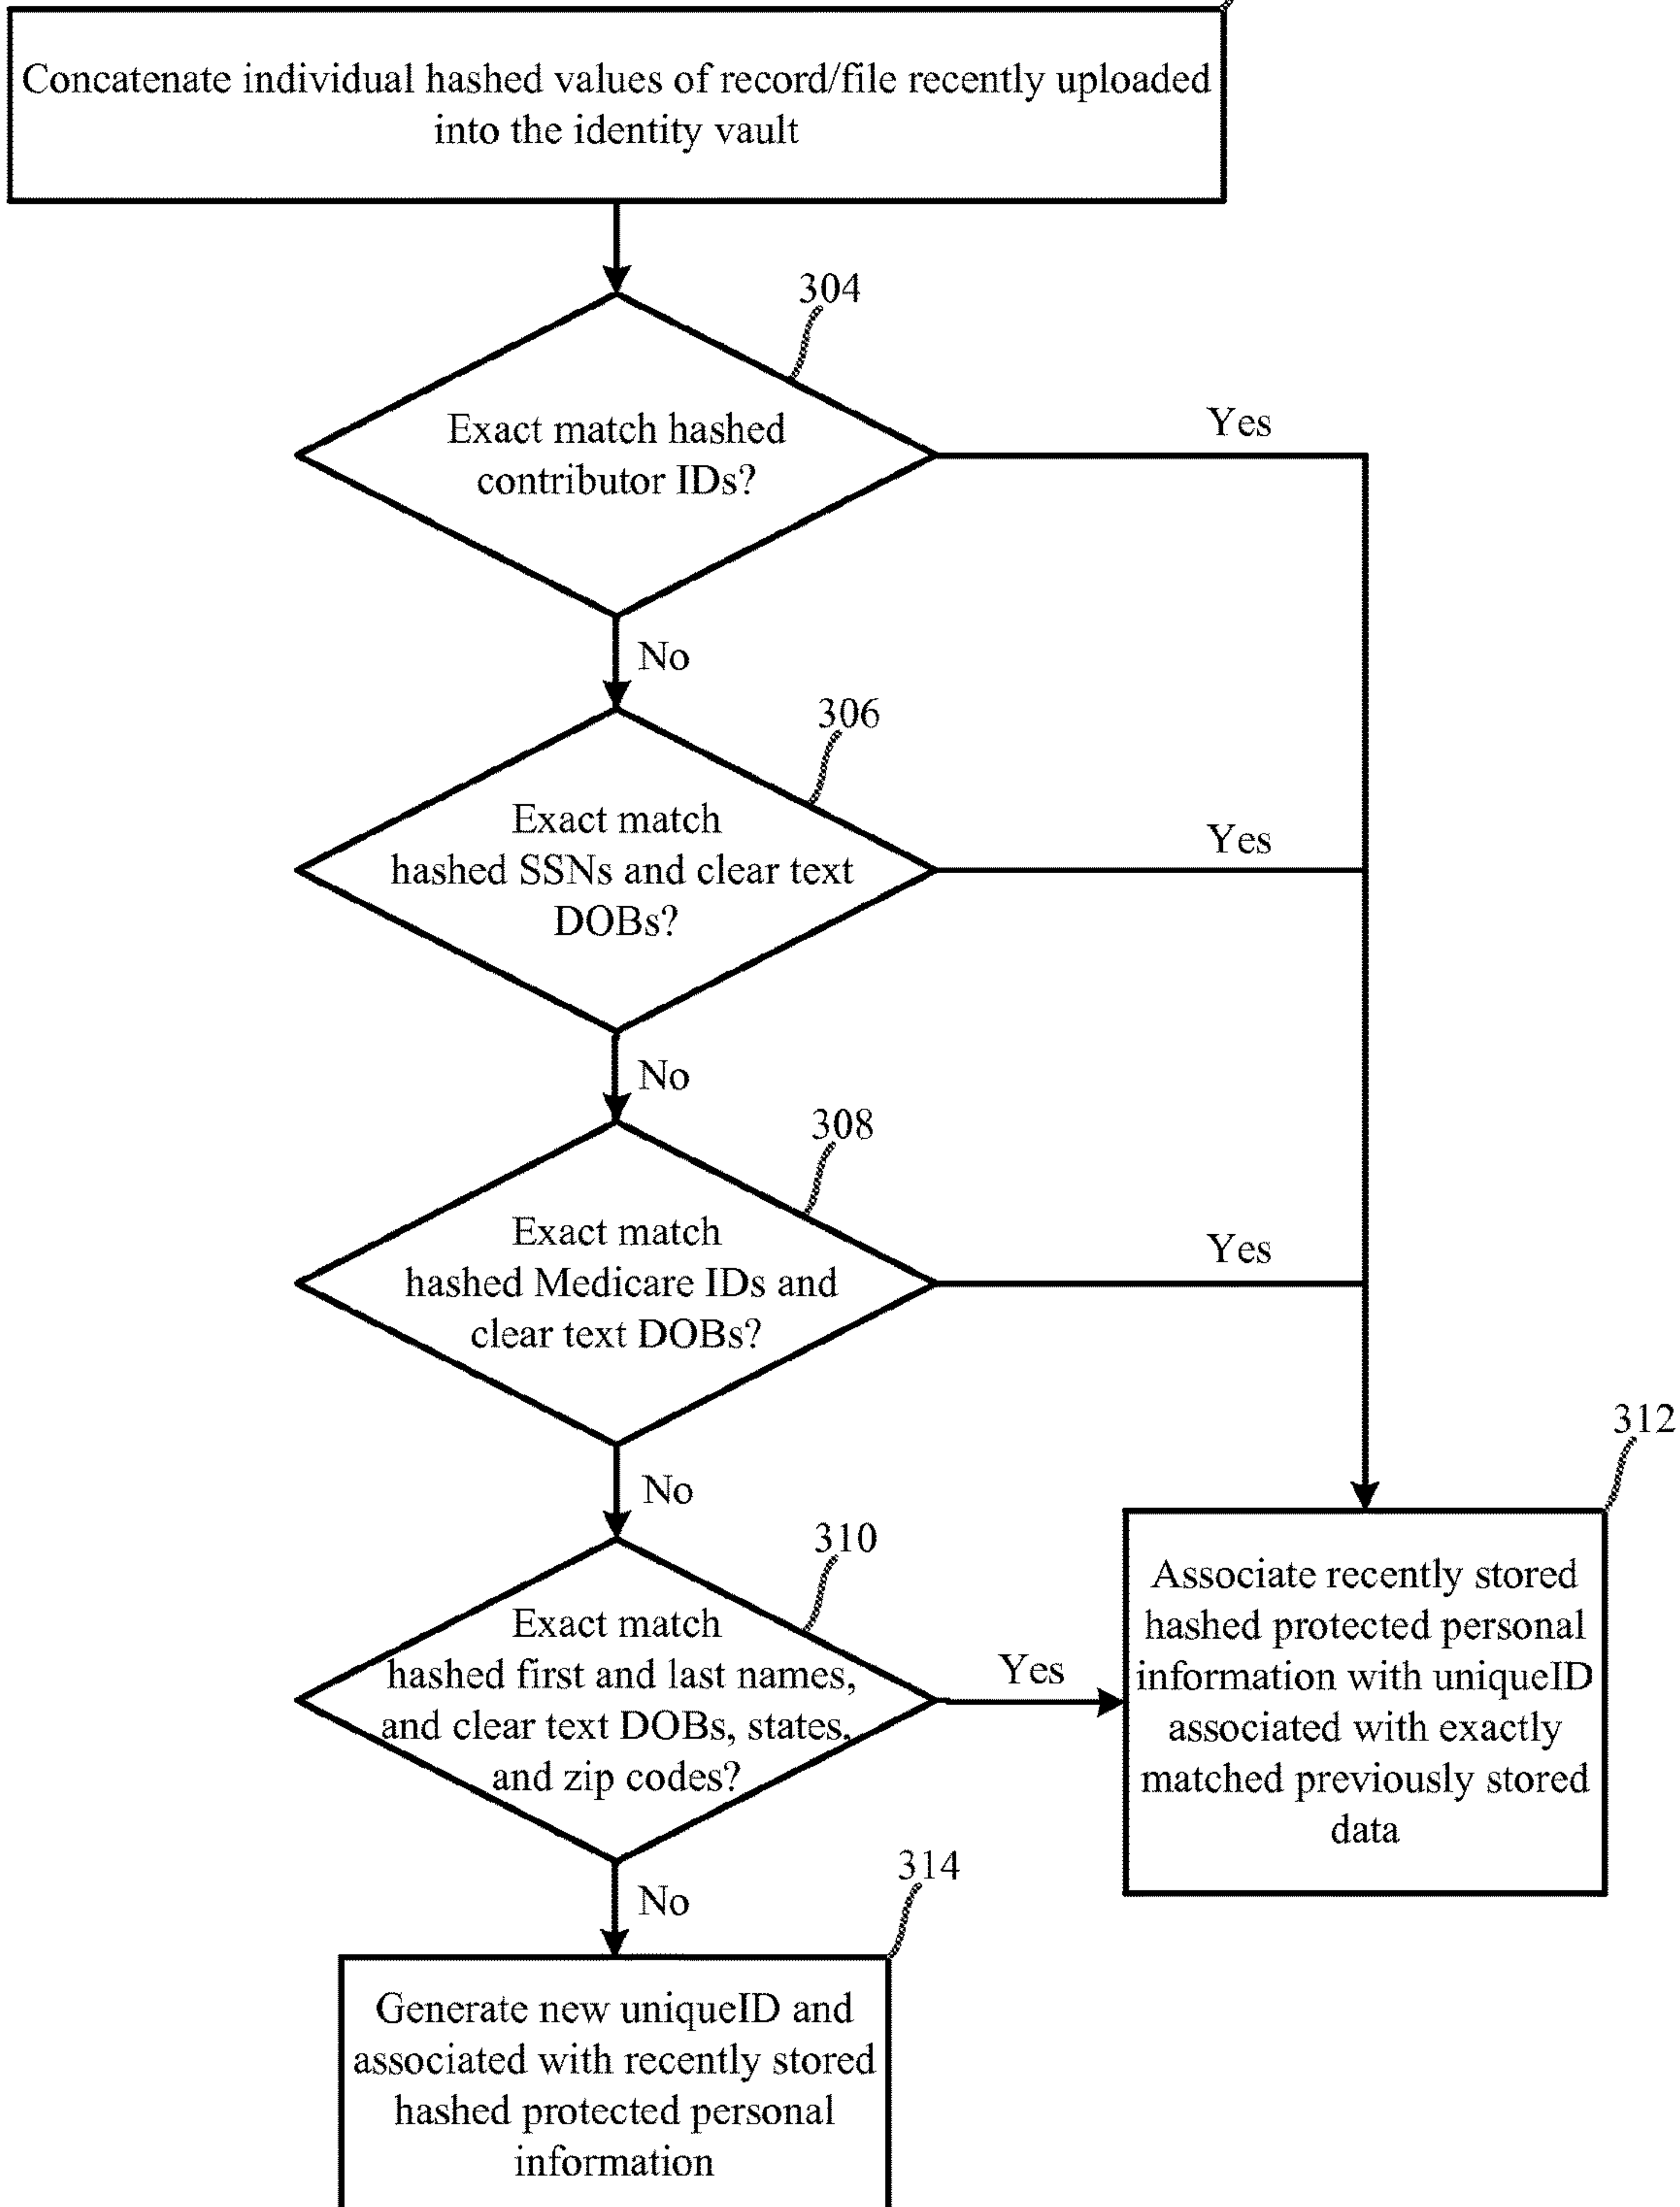 Concatenate individual hashed values of record/file recently uploaded
into the identity vault
304
Exact match hashed
contributor IDs?
Yes
No
306
Exact match
hashed SSNs and clear text
DOBs?
Yes
No
308
Exact match
hashed Medicare IDs and
clear text DOBs?
Yes
No
310
Exact match
hashed first and last names,
and clear text DOBs, states,
and zip codes?
Yes
312
Associate recently stored
hashed protected personal
information with uniqueID
associated with exactly
matched previously stored
data
No
314
Generate new uniqueID and
associated with recently stored
hashed protected personal
information